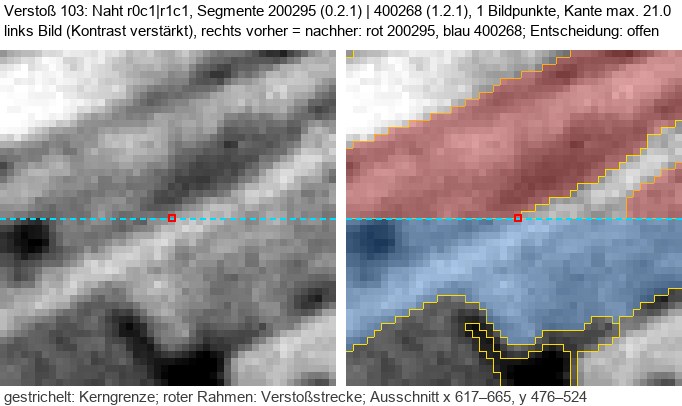 Verstoß 103: Naht r0c1|r1c1, Segmente 200295 (0.2.1) | 400268 (1.2.1), 1 Bildpunkte, Kante max. 21.0
links Bild (Kontrast verstärkt), rechts vorher = nachher: rot 200295, blau 400268; Entscheidung: offen
gestrichelt: Kerngrenze; roter Rahmen: Verstoßstrecke; Ausschnitt x 617–665, y 476–524